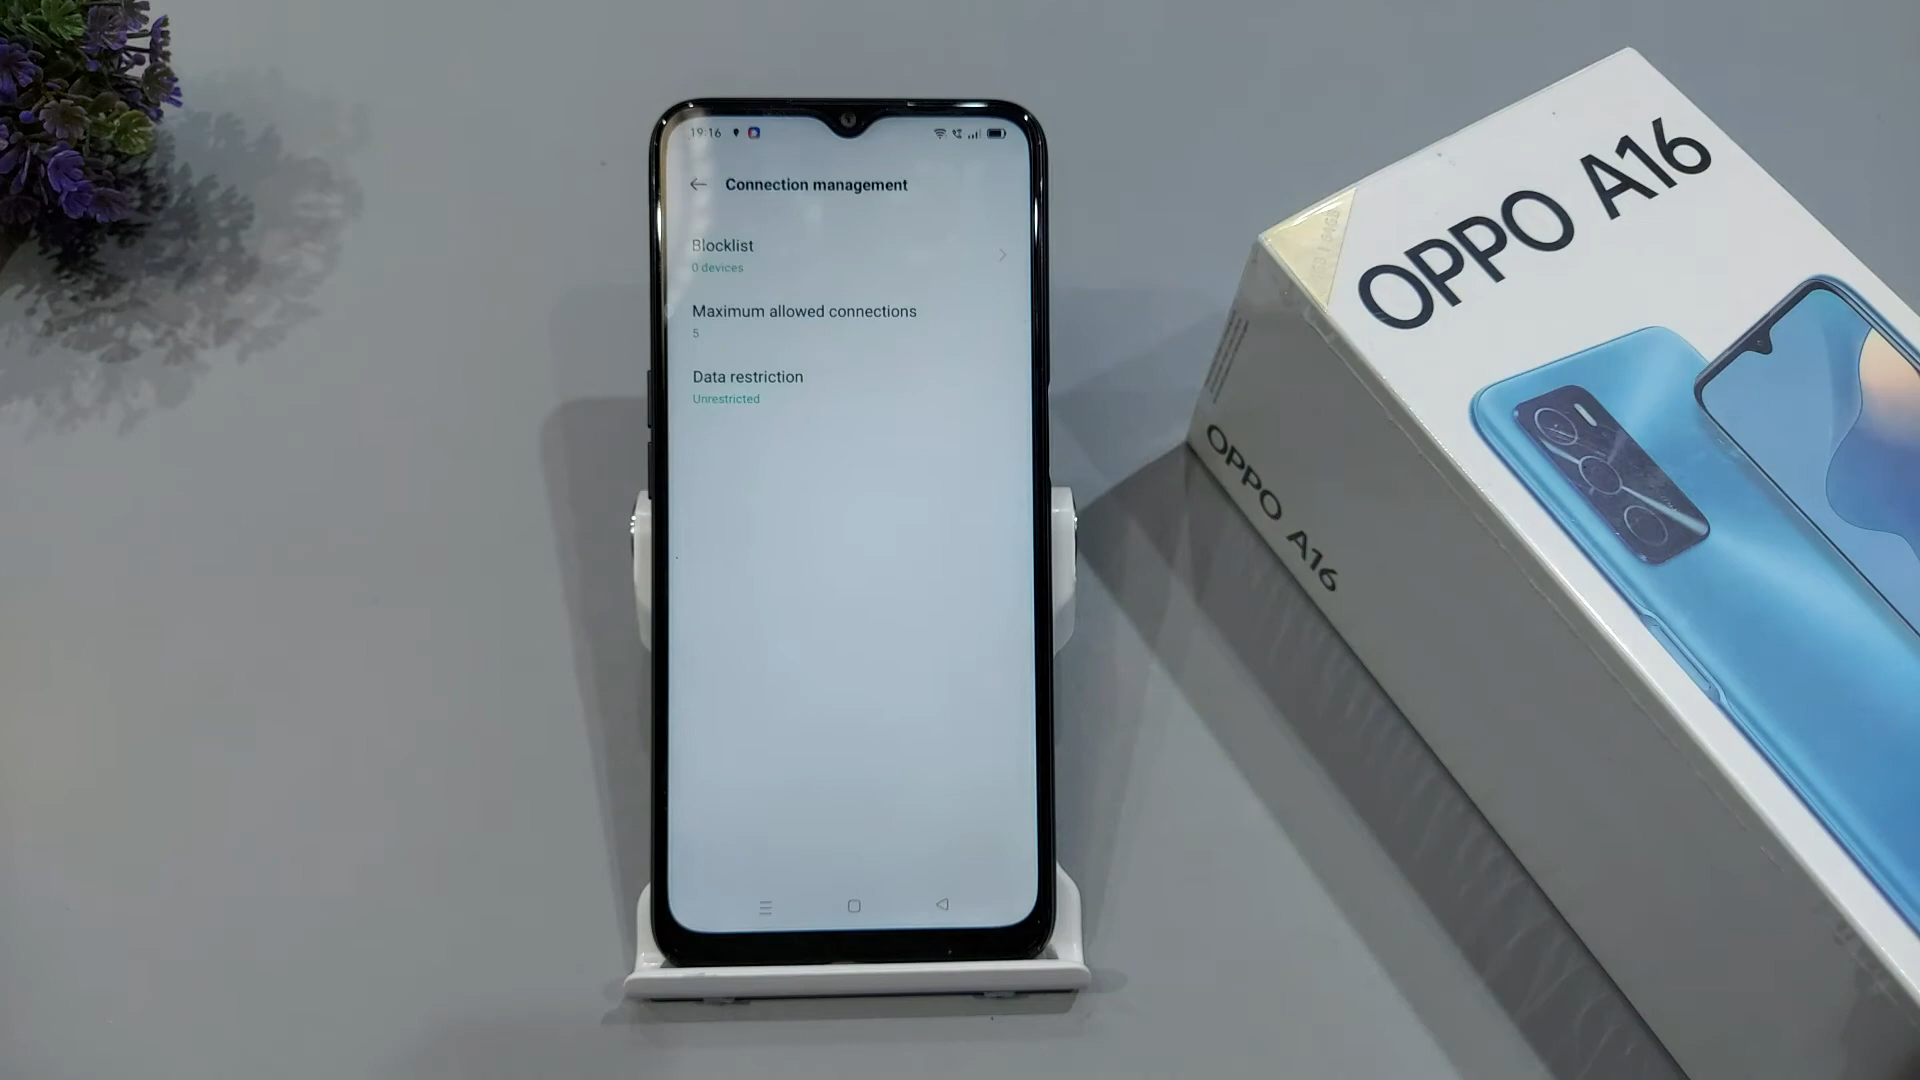 19:16
Connection management
Blocklist
0 devices
Maximum allowed connections
5
Data restriction
Unrestricted
OPPO A16
OPPO A16